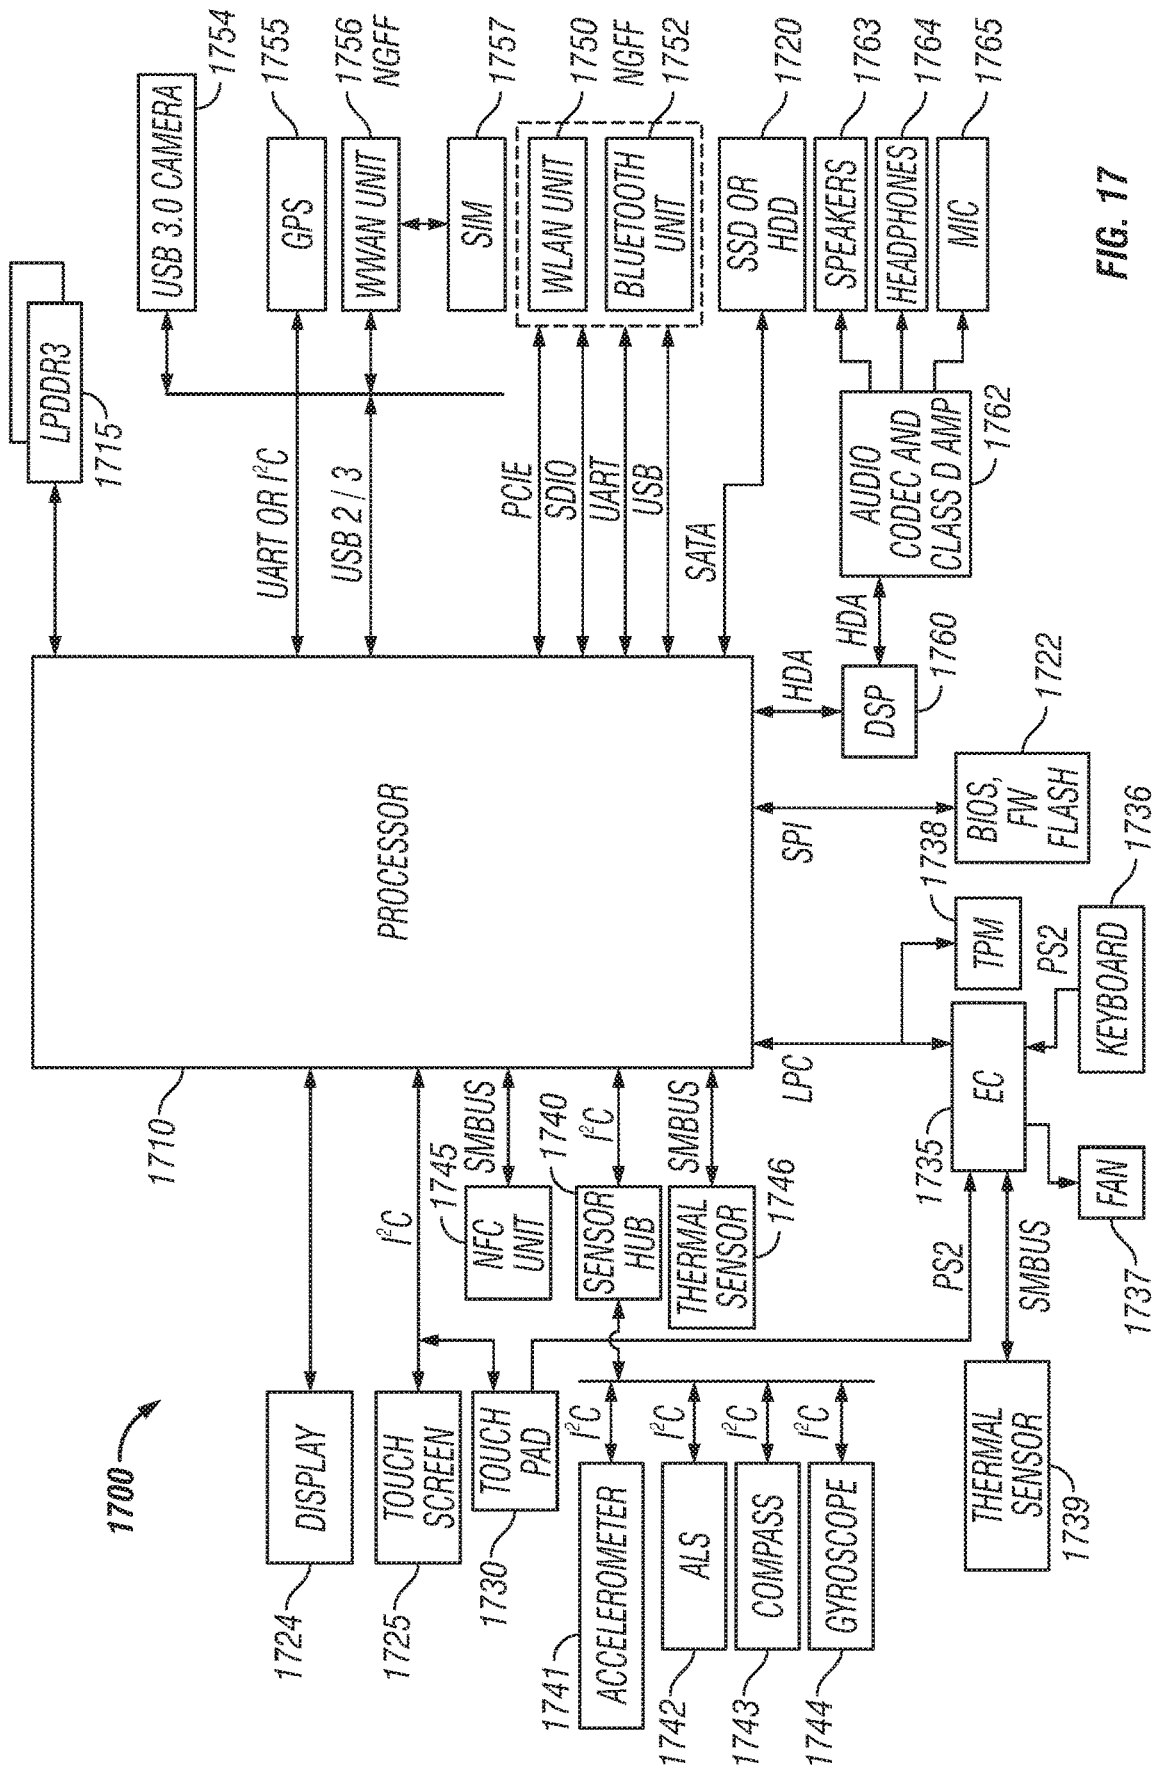 1700
DISPLAY
1724
TOUCH
SCREEN
1725
TOUCH
PAD
1730
I²C
ACCELEROMETER
1741
I²C
ALS
1742
I²C
COMPASS
1743
I²C
GYROSCOPE
1744
I²C
THERMAL
SENSOR
1739
NFC
UNIT
1745
SMBUS
SENSOR
HUB
1740
I²C
THERMAL
SENSOR
1746
SMBUS
PS2
SMBUS
FAN
1737
EC
1735
LPC
KEYBOARD
1736
PS2
TPM
1738
BIOS,
FW
FLASH
1722
SPI
PROCESSOR
1710
DSP
1760
HDA
HDA
AUDIO
CODEC AND
CLASS D AMP
1762
LPDDR3
1715
UART OR I²C
USB 2 / 3
PCIE
SDIO
UART
USB
SATA
USB 3.0 CAMERA
1754
GPS
1755
WWAN UNIT
1756
NGFF
SIM
1757
WLAN UNIT
1750
NGFF
BLUETOOTH
UNIT
1752
SSD OR
HDD
1720
SPEAKERS
1763
HEADPHONES
1764
MIC
1765
FIG. 17